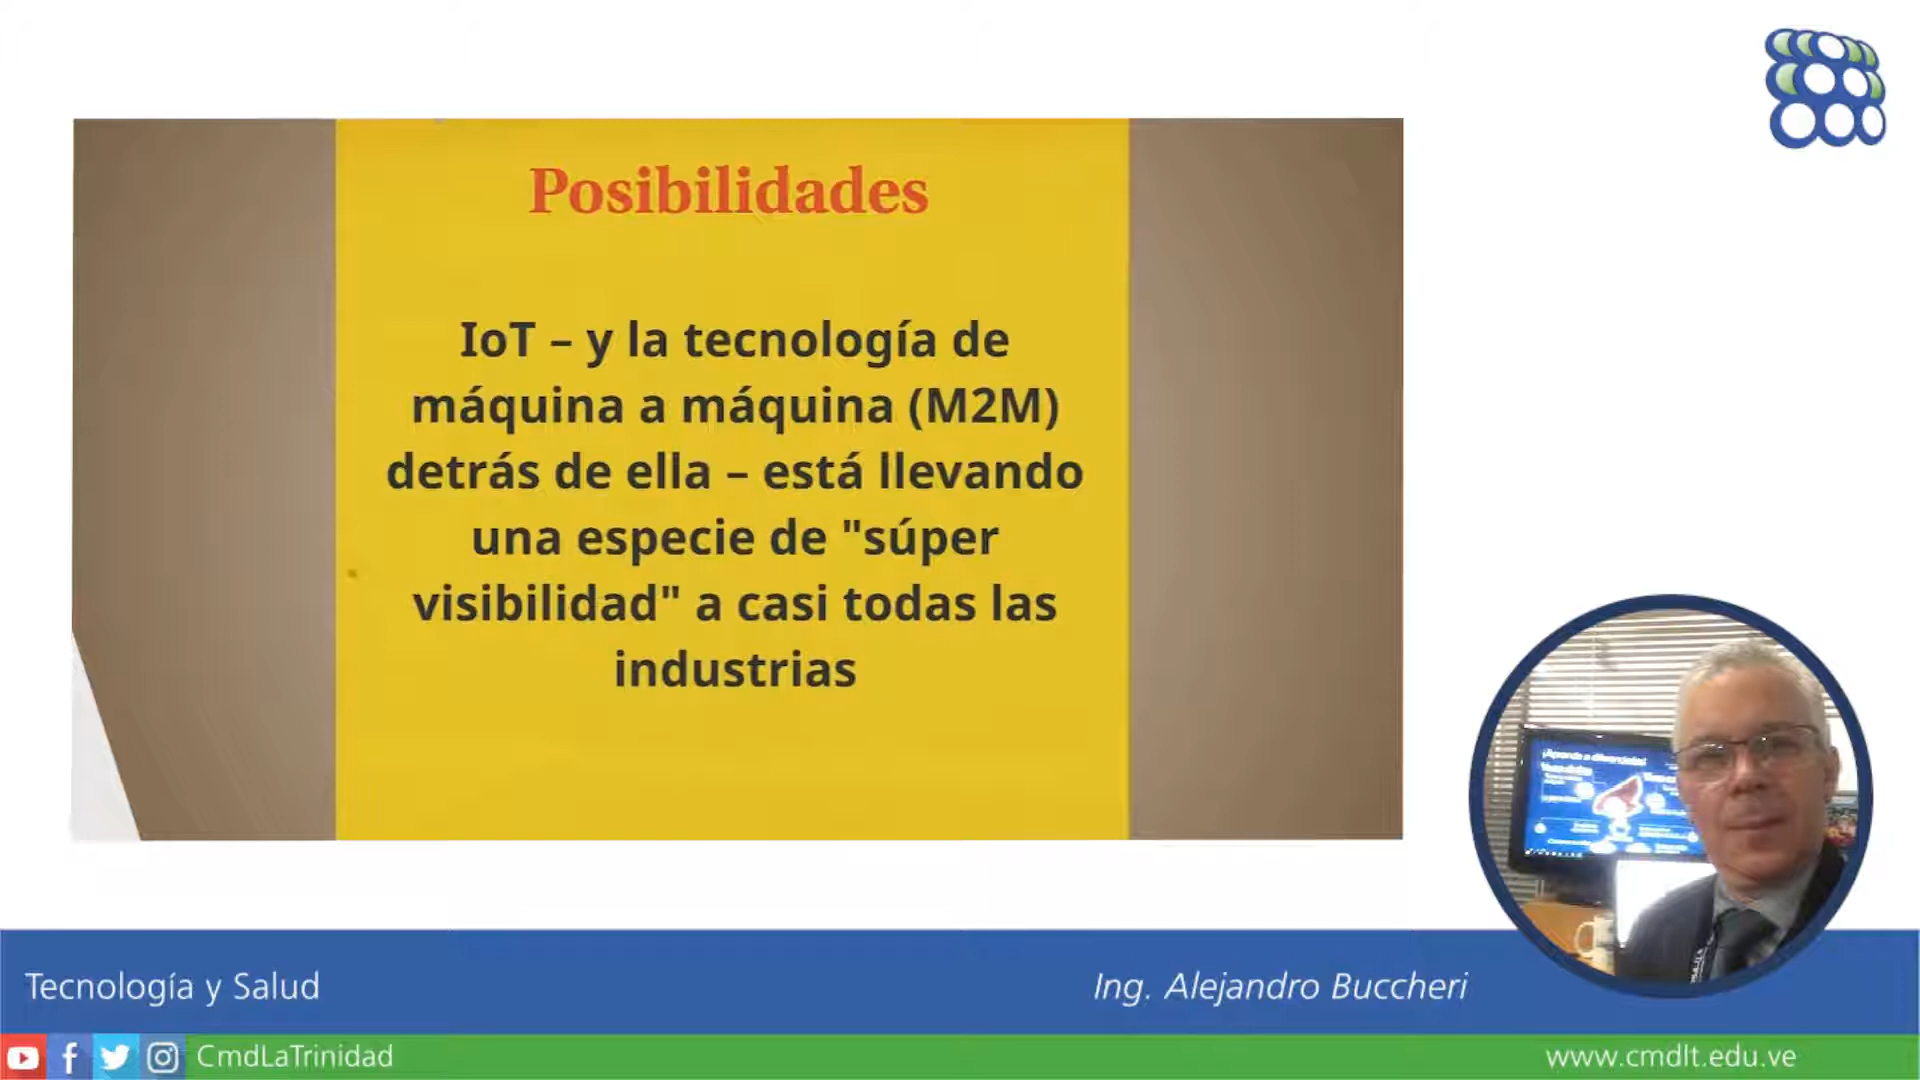 Posibilidades
IoT – y la tecnología de
máquina a máquina (M2M)
detrás de ella – está llevando
una especie de "súper
visibilidad" a casi todas las
industrias
Tecnología y Salud
Ing. Alejandro Buccheri
CmdLaTrinidad
www.cmdlt.edu.ve